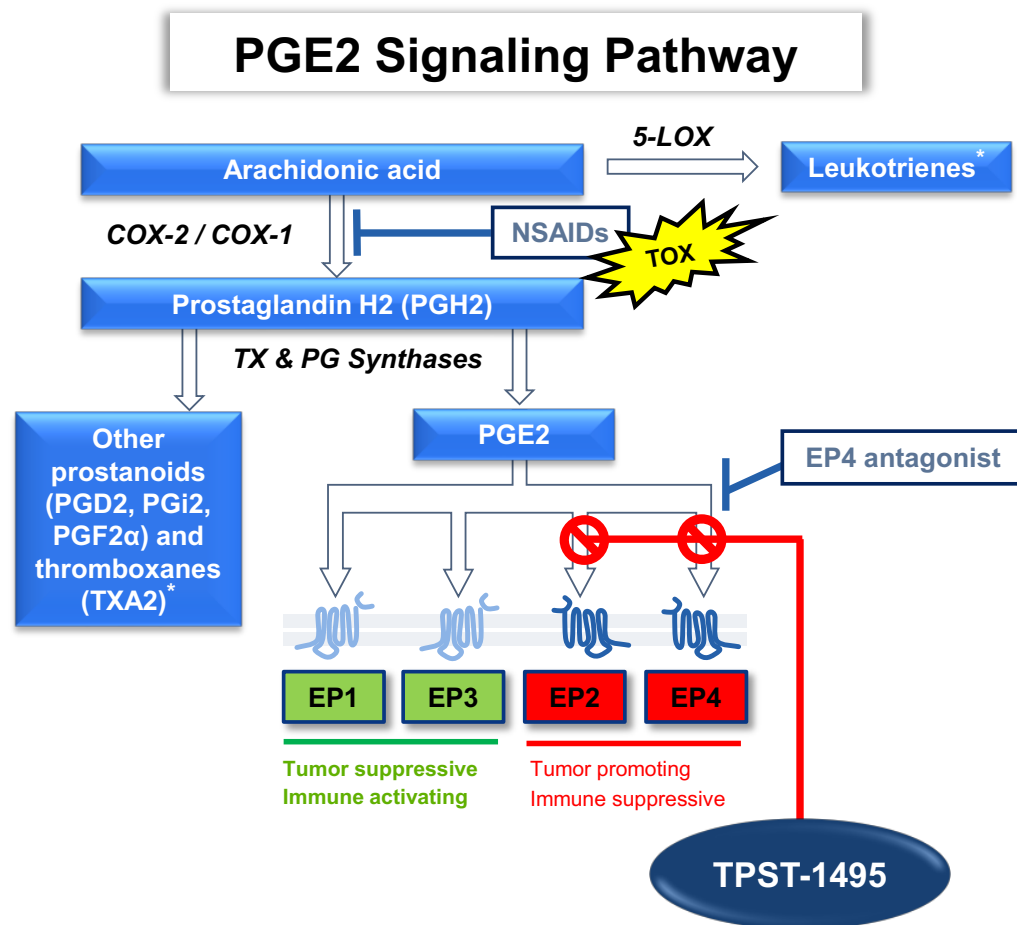 PGE2 Signaling Pathway
5-LOX
Arachidonic acid
Leukotrienes*
COX-2 / COX-1
NSAIDs
TOX
Prostaglandin H2 (PGH2)
TX & PG Synthases
Other
prostanoids
(PGD2, PGi2,
PGF2α) and
thromboxanes
(TXA2)*
PGE2
EP4 antagonist
EP1
EP3
EP2
EP4
Tumor suppressive
Immune activating
Tumor promoting
Immune suppressive
TPST-1495